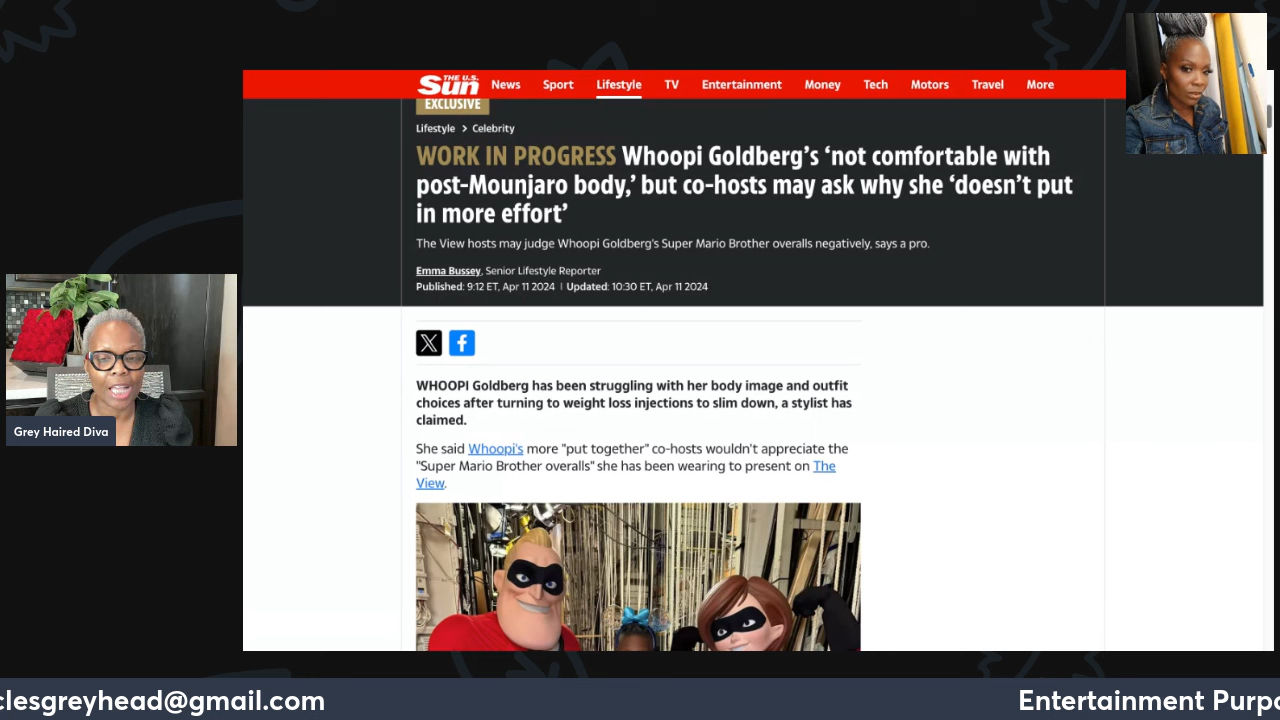 THE U.S.
Sun
News Sport Lifestyle TV Entertainment Money Tech Motors Travel More
EXCLUSIVE
Lifestyle > Celebrity
WORK IN PROGRESS Whoopi Goldberg's 'not comfortable with
post-Mounjaro body,' but co-hosts may ask why she 'doesn't put
in more effort'
The View hosts may judge Whoopi Goldberg's Super Mario Brother overalls negatively, says a pro.
Emma Bussey, Senior Lifestyle Reporter
Published: 9:12 ET, Apr 11 2024 | Updated: 10:30 ET, Apr 11 2024
WHOOPI Goldberg has been struggling with her body image and outfit
choices after turning to weight loss injections to slim down, a stylist has
claimed.
She said Whoopi's more "put together" co-hosts wouldn't appreciate the
"Super Mario Brother overalls" she has been wearing to present on The
View.
Grey Haired Diva
clesgreyhead@gmail.com Entertainment Purpo